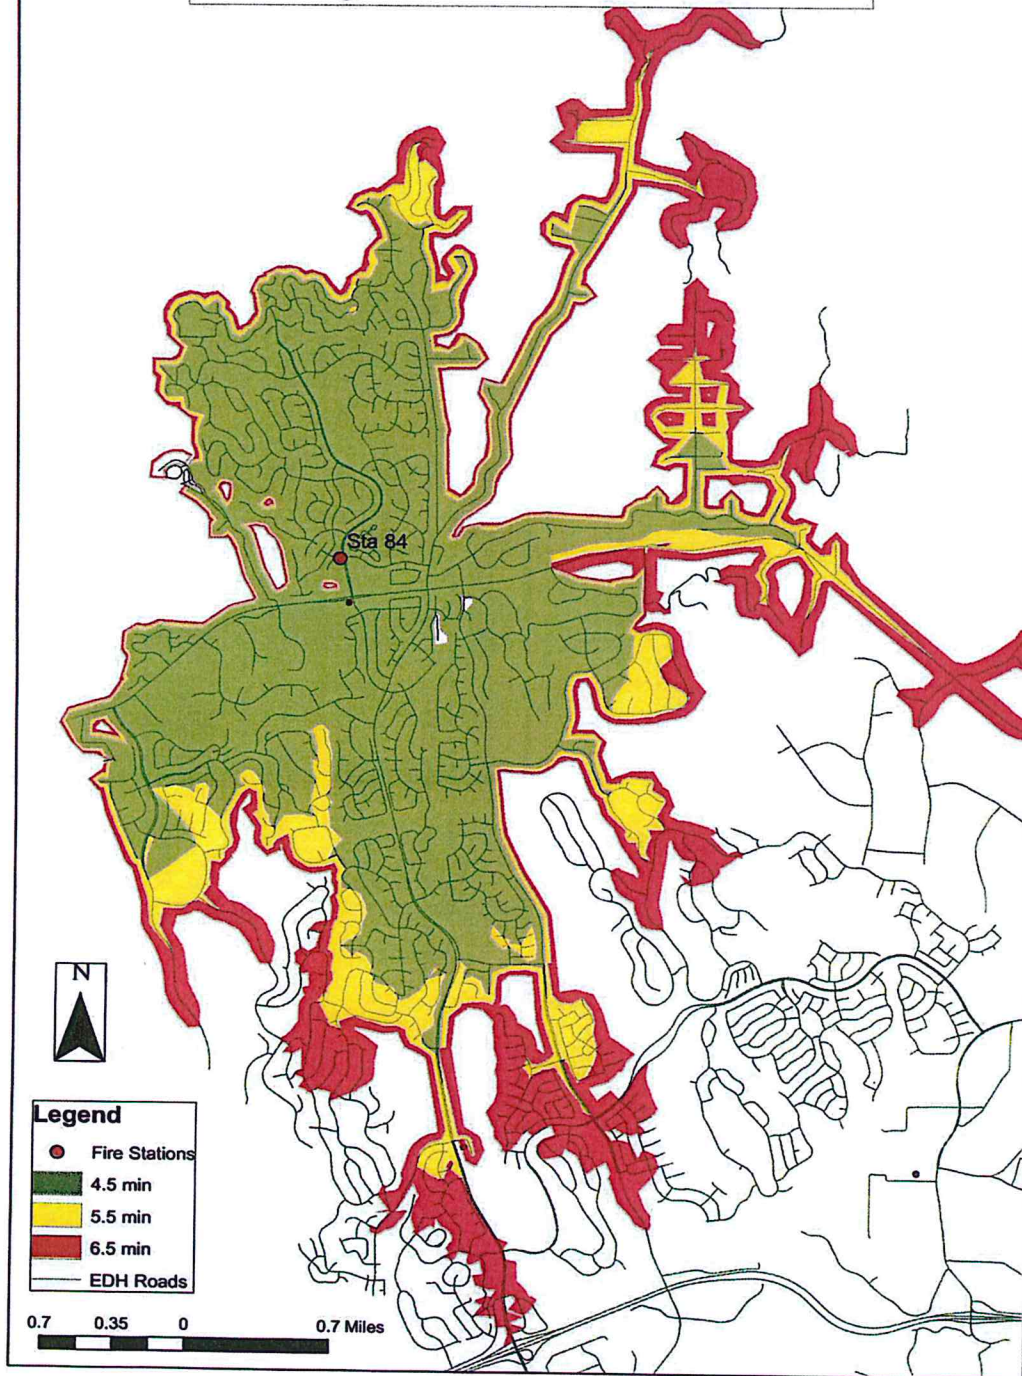 Sta 84
N
Legend
Fire Stations
4.5 min
5.5 min
6.5 min
EDH Roads
0.7 0.35 0 0.7 Miles